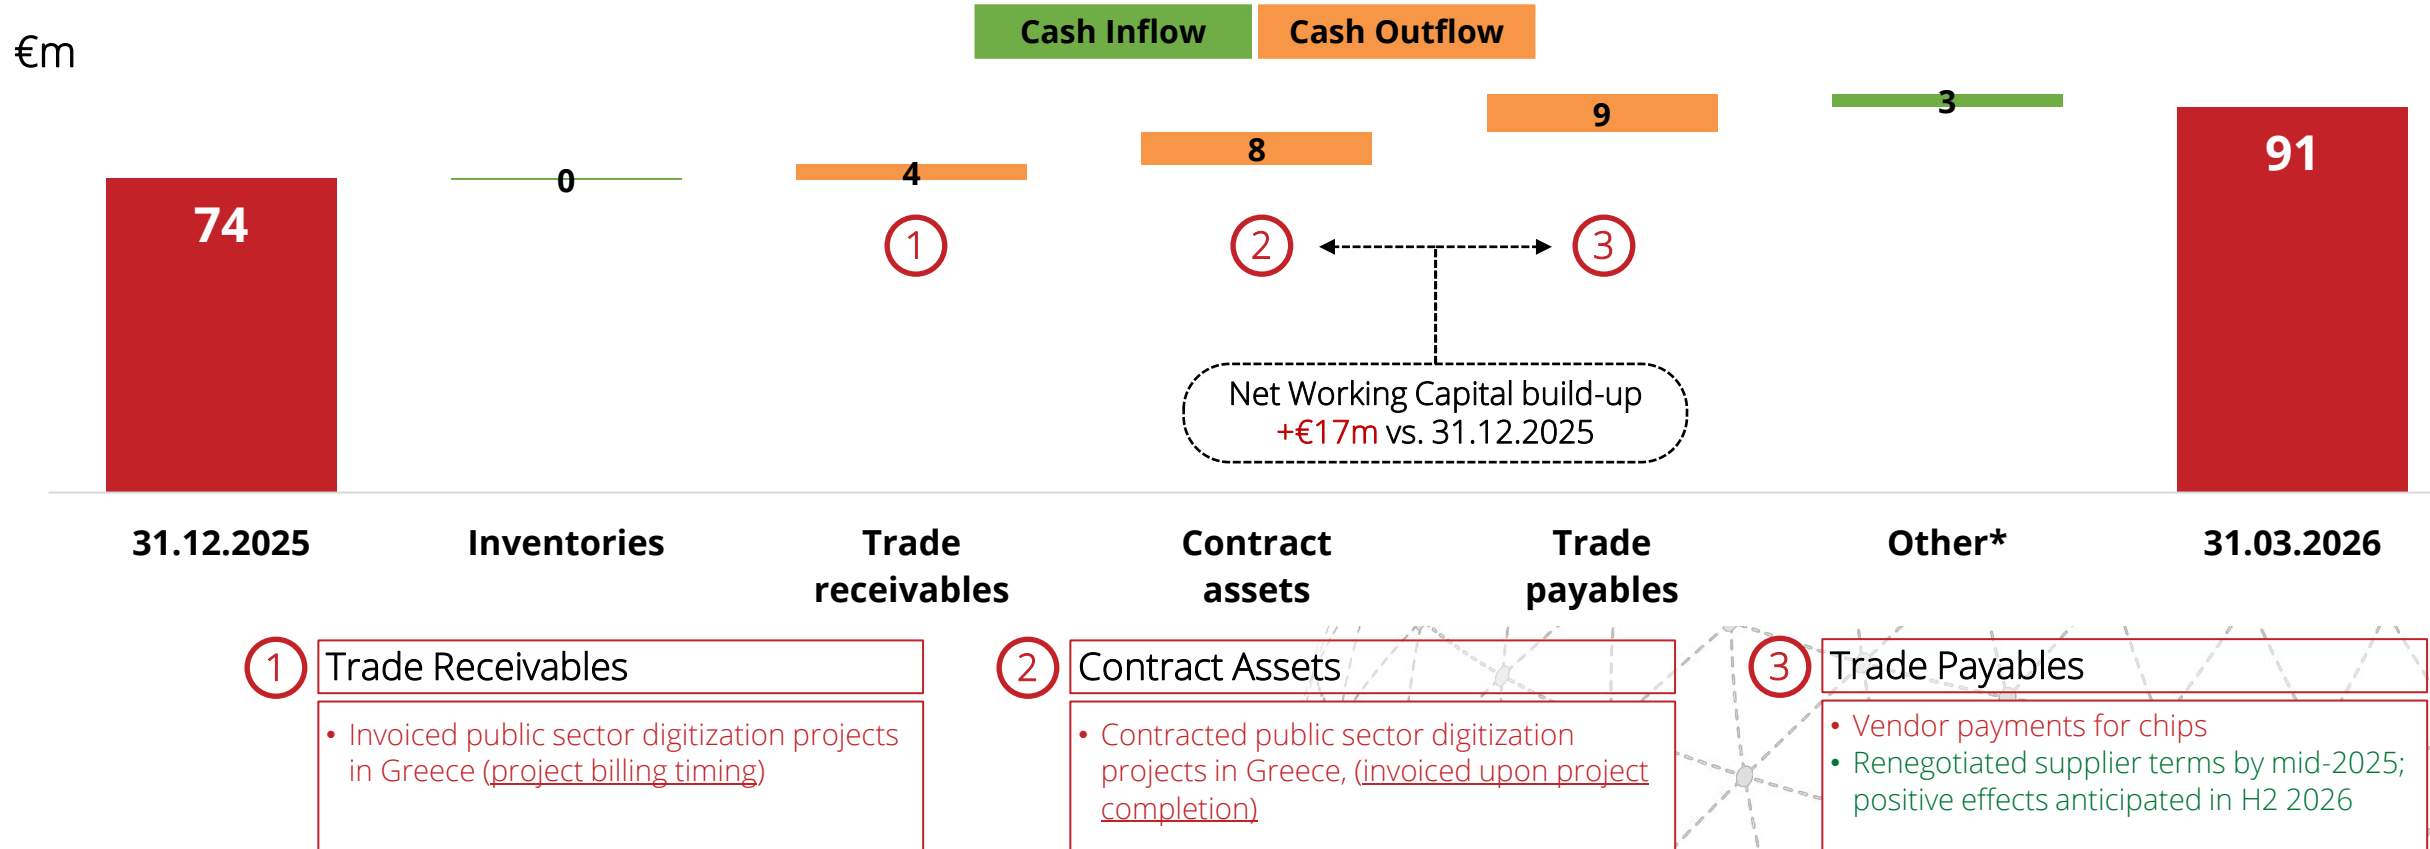 €m
Cash Inflow
Cash Outflow
74
0
4
8
9
3
91
1
2
3
Net Working Capital build-up
+€17m vs. 31.12.2025
31.12.2025
Inventories
Trade
receivables
Contract
assets
Trade
payables
Other*
31.03.2026
1
Trade Receivables
• Invoiced public sector digitization projects
in Greece (project billing timing)
2
Contract Assets
• Contracted public sector digitization
projects in Greece, (invoiced upon project
completion)
3
Trade Payables
• Vendor payments for chips
• Renegotiated supplier terms by mid-2025;
positive effects anticipated in H2 2026